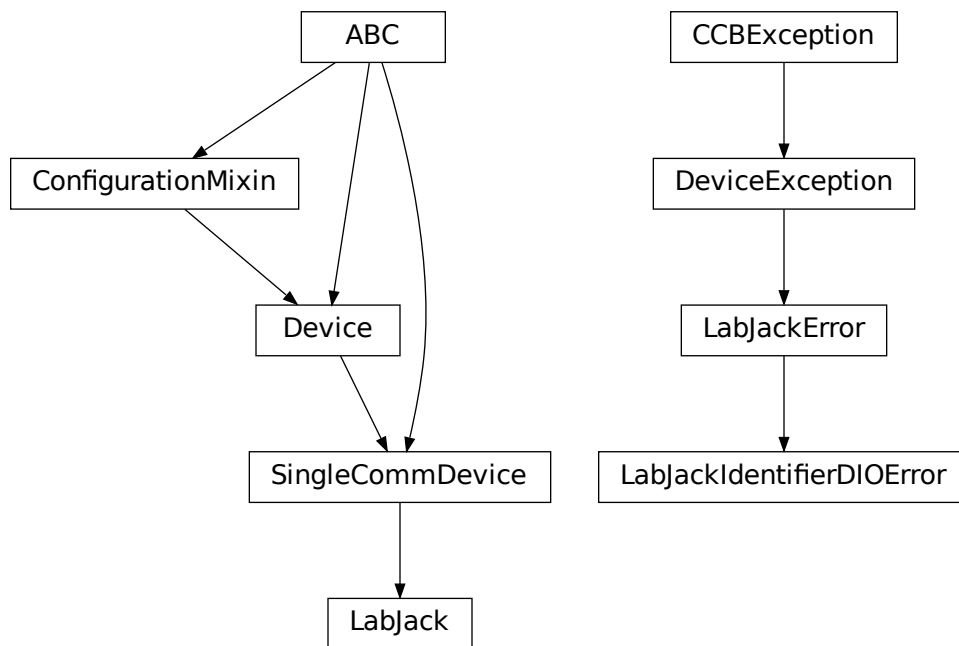 ABC
CCBException
ConfigurationMixin
DeviceException
Device
LabJackError
SingleCommDevice
LabJackIdentifierDIOError
LabJack